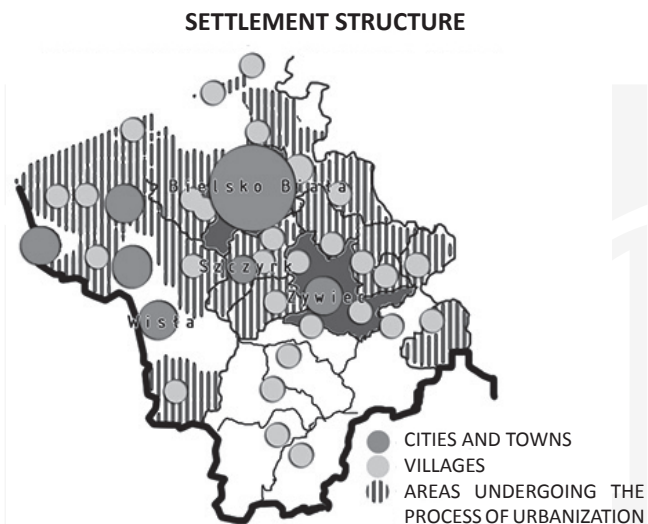 SETTLEMENT STRUCTURE
Bielsko Biała
Szczyrk
Żywiec
Wisła
CITIES AND TOWNS
VILLAGES
AREAS UNDERGOING THE
PROCESS OF URBANIZATION